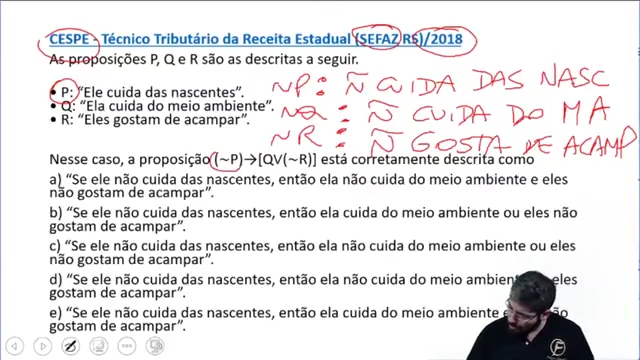 CESPE - Técnico Tributário da Receita Estadual (SEFAZ RS)/2018
As proposições P, Q e R são as descritas a seguir.
• P: “Ele cuida das nascentes”.
• Q: “Ela cuida do meio ambiente”.
• R: “Eles gostam de acampar”.
~P : Ñ CUIDA DAS NASC
~Q : Ñ CUIDA DO MA
~R : Ñ GOSTA DE ACAMP
Nesse caso, a proposição (~P)→[QV(~R)] está corretamente descrita como
a) “Se ele não cuida das nascentes, então ela não cuida do meio ambiente e eles
não gostam de acampar”.
b) “Se ele não cuida das nascentes, então ela cuida do meio ambiente ou eles não
gostam de acampar”.
c) “Se ele não cuida das nascentes, então ela não cuida do meio ambiente ou eles
não gostam de acampar”.
d) “Se ele não cuida das nascentes, então ela não cuida do meio ambiente eles
gostam de acampar”.
e) “Se ele não cuida das nascentes, então ela cuida do meio ambiente e não
gostam de acampar”.